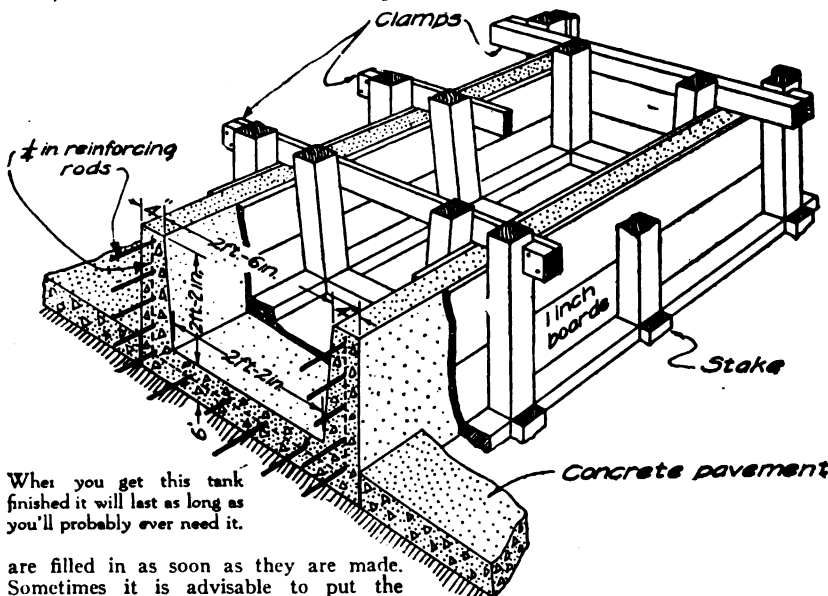 Clamps
¼ in reinforcing
rods
4"
2ft-6in.
2ft-2in.
4"
2ft-2in
6"
1 inch
boards
Stake
Concrete pavement
When you get this tank
finished it will last as long as
you'll probably ever need it.
are filled in as soon as they are made.
Sometimes it is advisable to put the